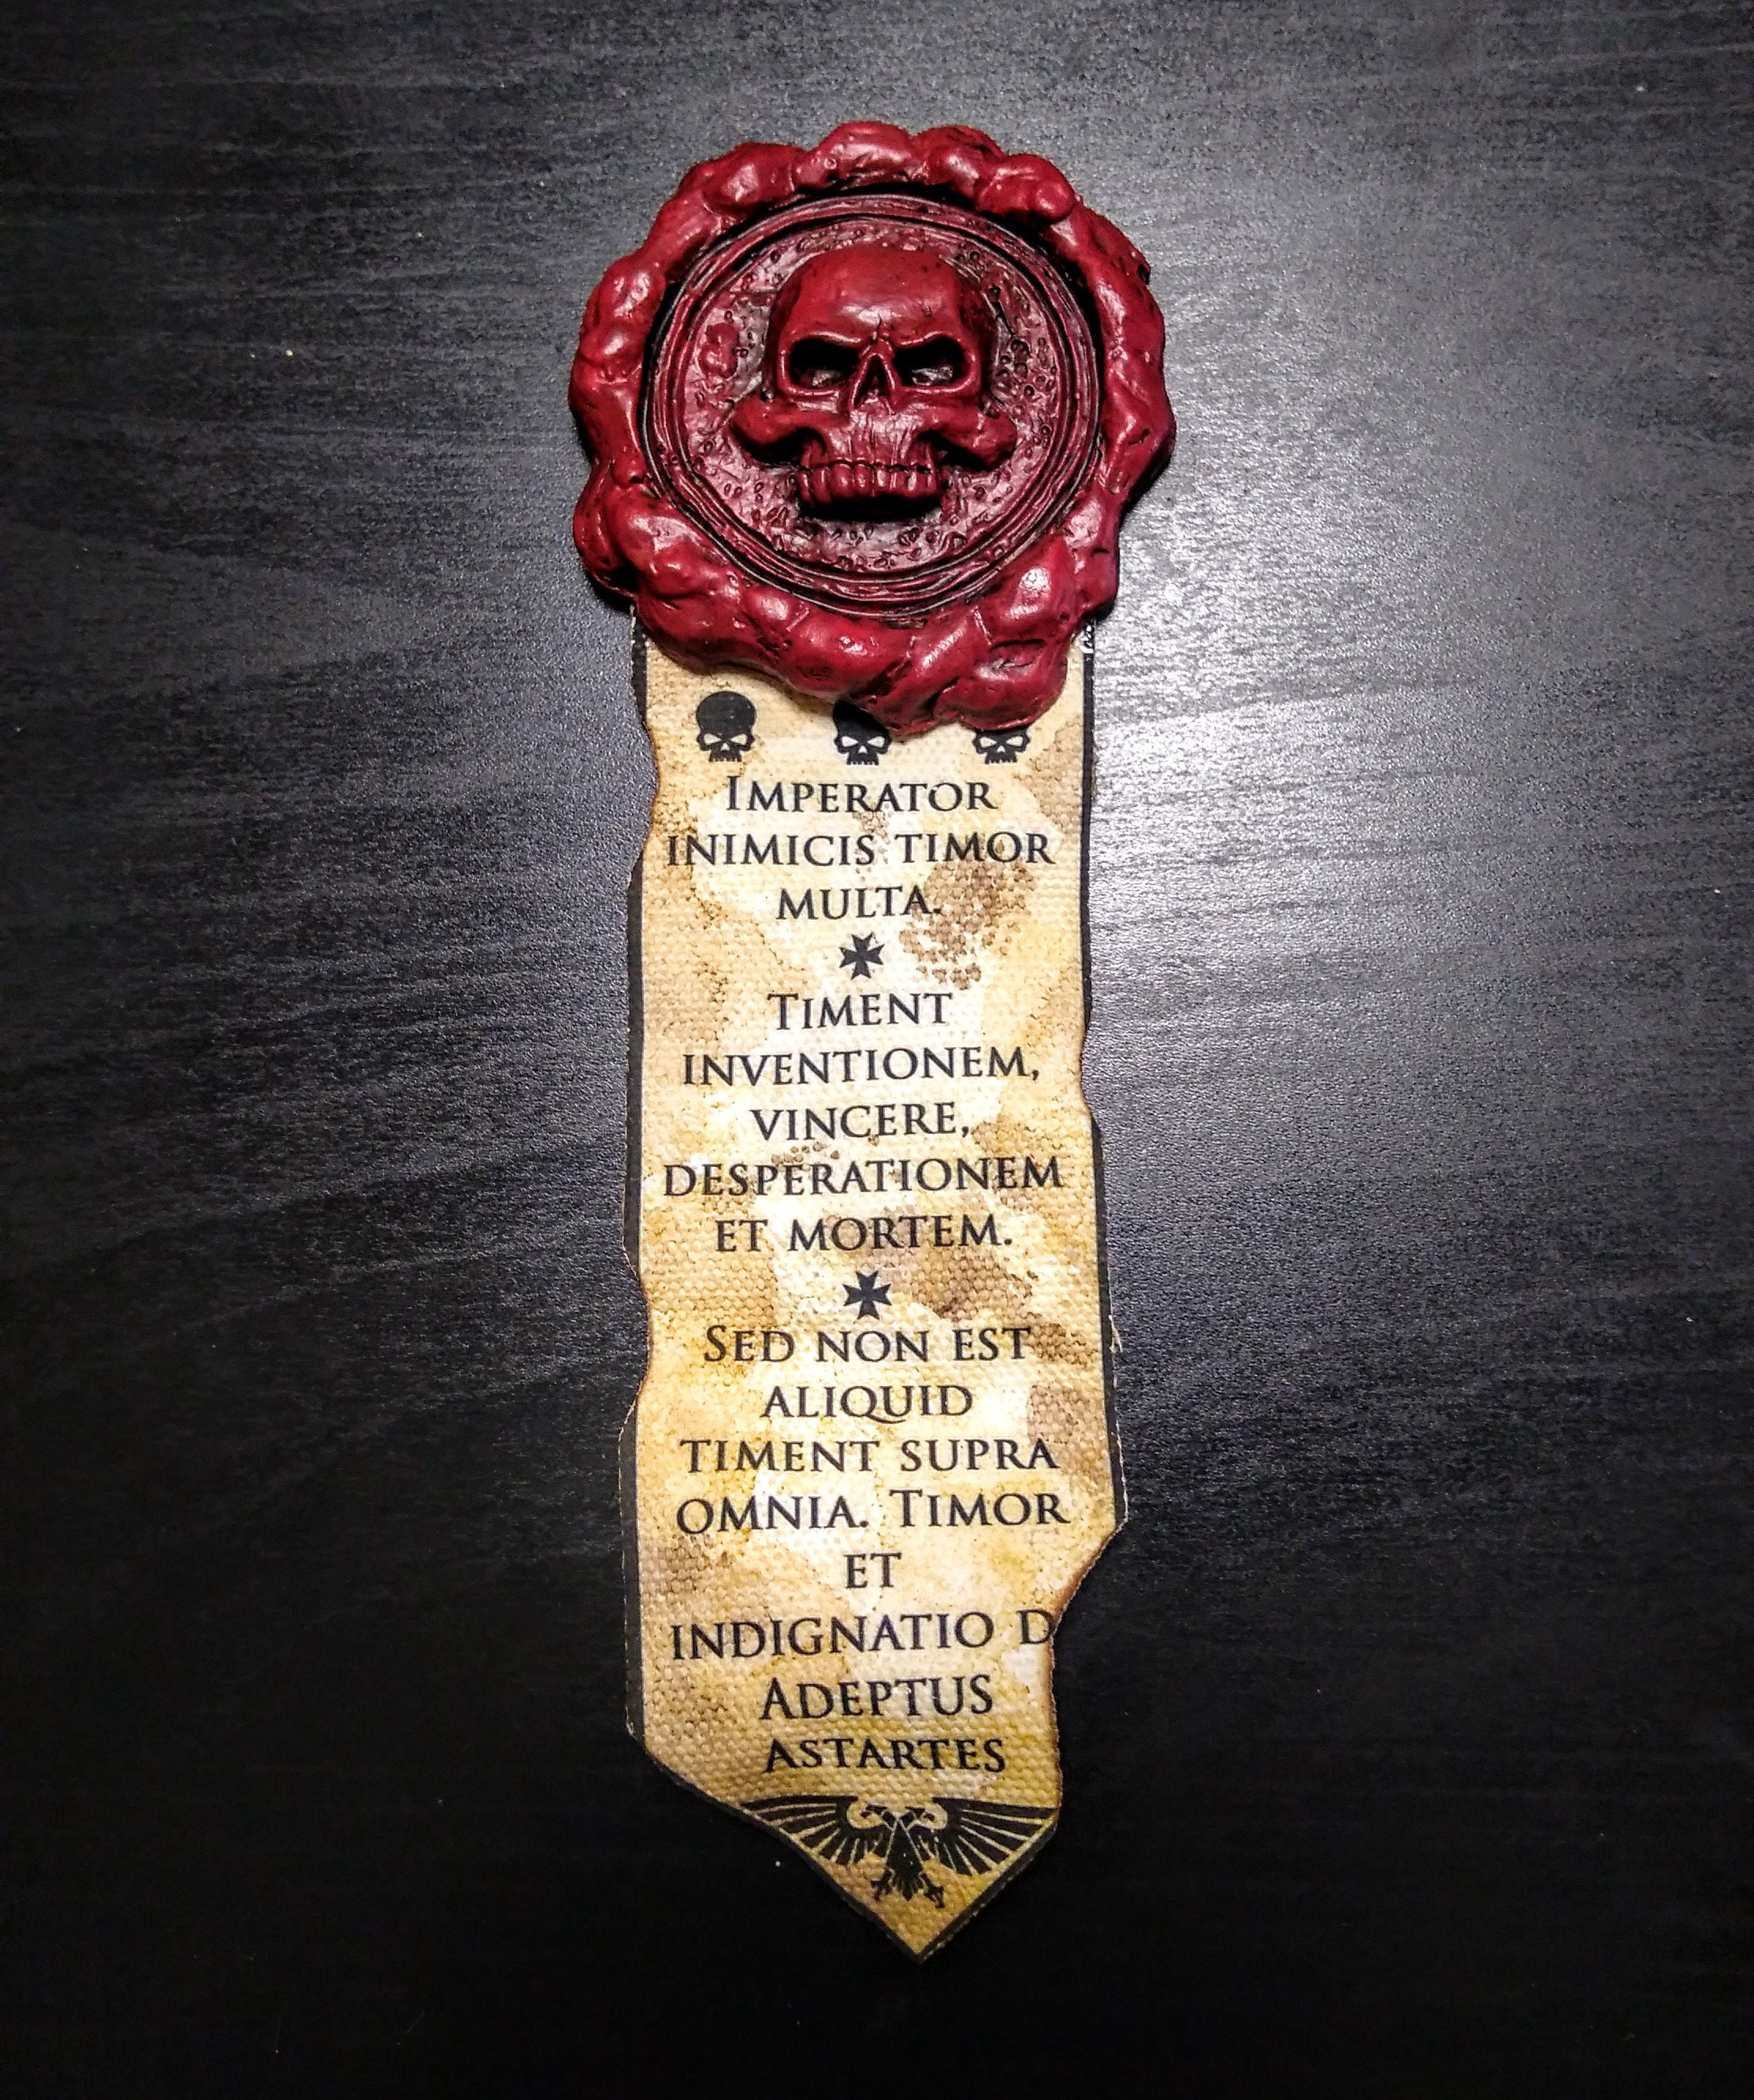 Imperator
inimicis timor
multa.
Timent
inventionem,
vincere,
desperationem
et mortem.
Sed non est
aliquid
timent supra
omnia. Timor
et
indignatio D
Adeptus
Astartes